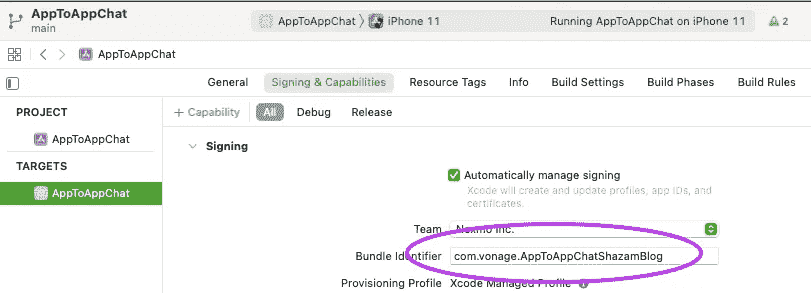 AppToAppChat
main
AppToAppChat 〉 iPhone 11
Running AppToAppChat on iPhone 11
2
AppToAppChat
General Signing & Capabilities Resource Tags Info Build Settings Build Phases Build Rules
PROJECT
AppToAppChat
TARGETS
AppToAppChat
+ Capability All Debug Release
Signing
Automatically manage signing
Xcode will create and update profiles, app IDs, and
certificates.
Team Nexmo Inc.
Bundle Identifier com.vonage.AppToAppChatShazamBlog
Provisioning Profile Xcode Managed Profile